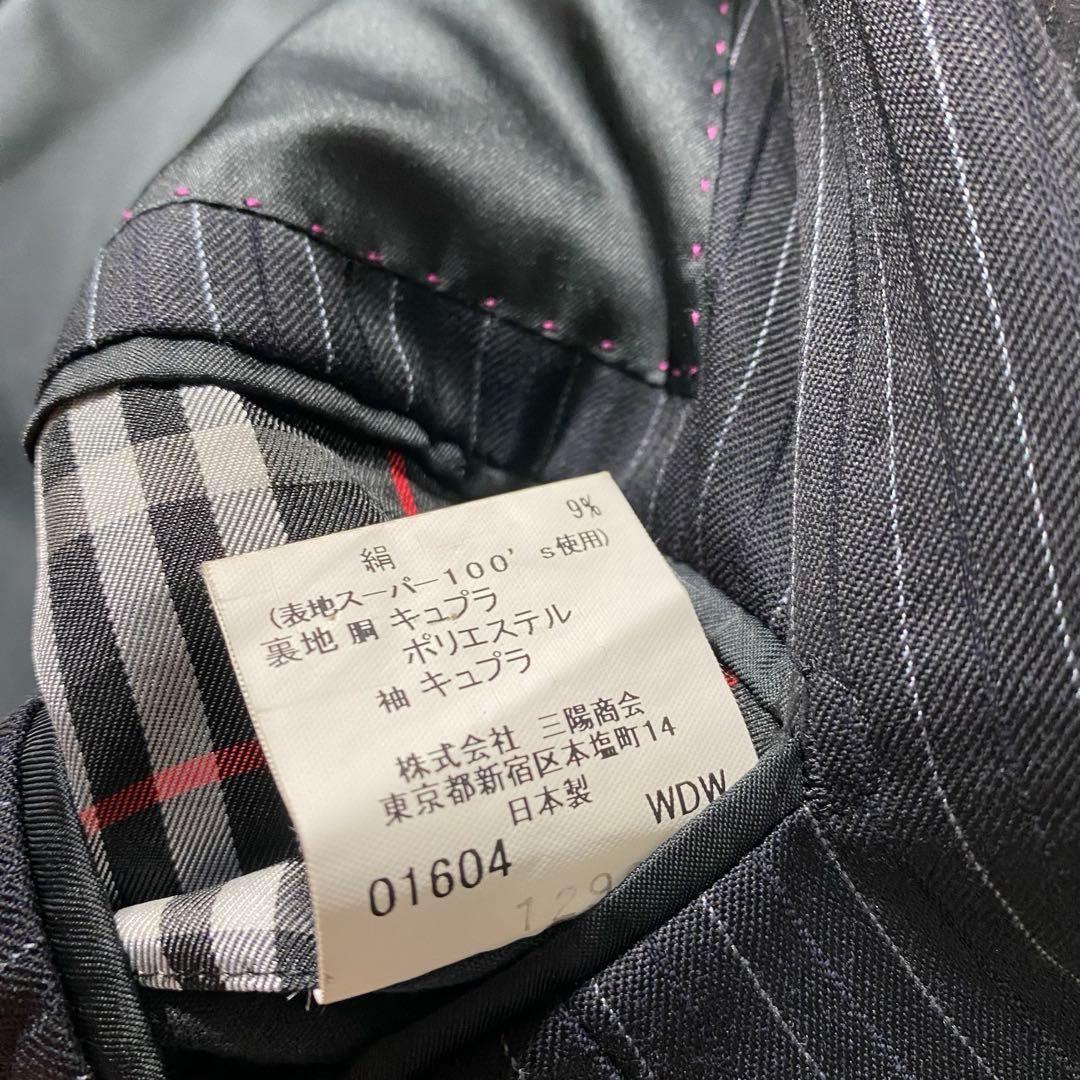 絹 9%
(表地スーパー100's使用)
裏地 胴 キュプラ
ポリエステル
袖 キュプラ
株式会社 三陽商会
東京都新宿区本塩町14
日本製 WDW
01604
129